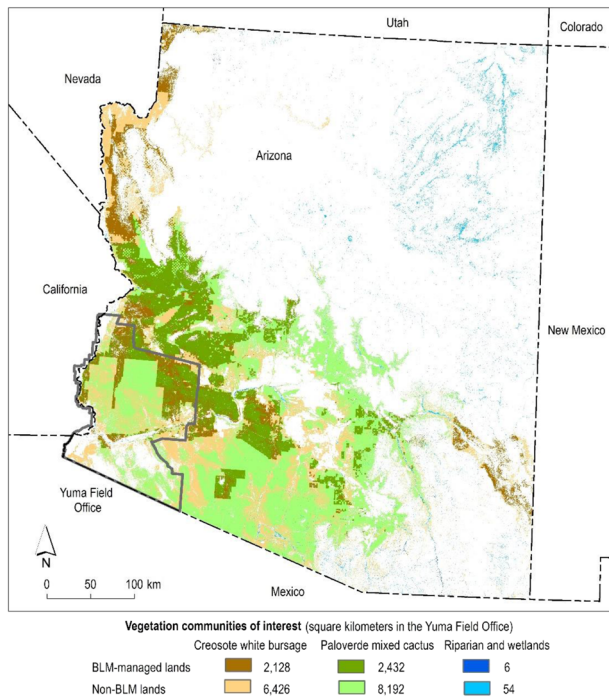 Utah
Colorado
Nevada
Arizona
California
New Mexico
Yuma Field
Office
N
0 50 100 km
Mexico
Vegetation communities of interest (square kilometers in the Yuma Field Office)
Creosote white bursage Paloverde mixed cactus Riparian and wetlands
BLM-managed lands 2,128 2,432 6
Non-BLM lands 6,426 8,192 54